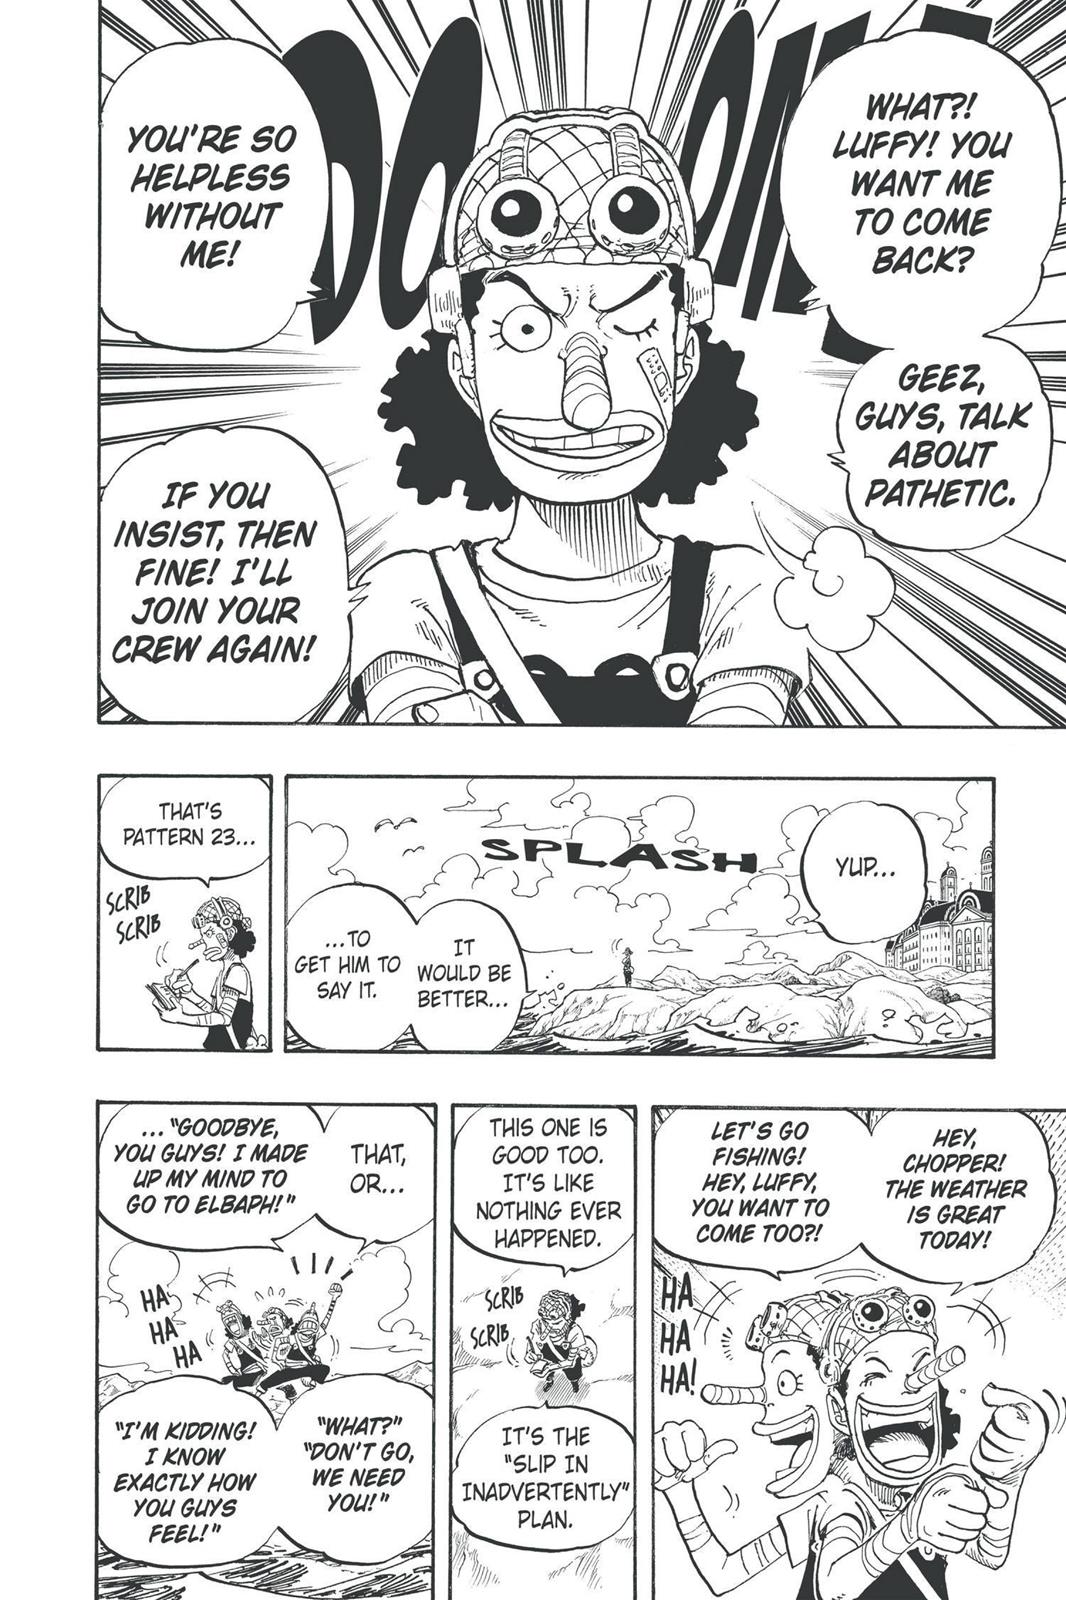 DOOM!
WHAT?!
LUFFY! YOU
WANT ME
TO COME
BACK?
GEEZ,
GUYS, TALK
ABOUT
PATHETIC.
YOU'RE SO
HELPLESS
WITHOUT
ME!
IF YOU
INSIST, THEN
FINE! I'LL
JOIN YOUR
CREW AGAIN!
YUP...
SPLASH
IT
WOULD BE
BETTER...
...TO
GET HIM TO
SAY IT.
THAT'S
PATTERN 23...
SCRIB
SCRIB
HEY,
CHOPPER!
THE WEATHER
IS GREAT
TODAY!
LET'S GO
FISHING!
HEY, LUFFY,
YOU WANT TO
COME TOO?!
HA
HA
HA!
THIS ONE IS
GOOD TOO.
IT'S LIKE
NOTHING EVER
HAPPENED.
SCRIB
SCRIB
IT'S THE
"SLIP IN
INADVERTENTLY"
PLAN.
THAT,
OR...
..."GOODBYE,
YOU GUYS! I MADE
UP MY MIND TO
GO TO ELBAPH!"
HA
HA
HA
"WHAT?"
"DON'T GO,
WE NEED
YOU!"
"I'M KIDDING!
I KNOW
EXACTLY HOW
YOU GUYS
FEEL!"